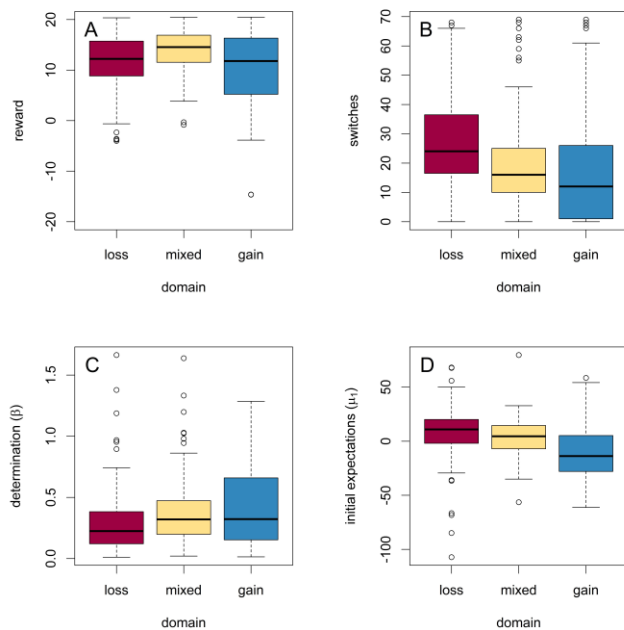 A
reward
20
10
0
-10
-20
loss mixed gain
domain
B
switches
70
60
50
40
30
20
10
0
loss mixed gain
domain
C
determination (β)
1.5
1.0
0.5
0.0
loss mixed gain
domain
D
initial expectations (μ₁)
50
0
-50
-100
loss mixed gain
domain